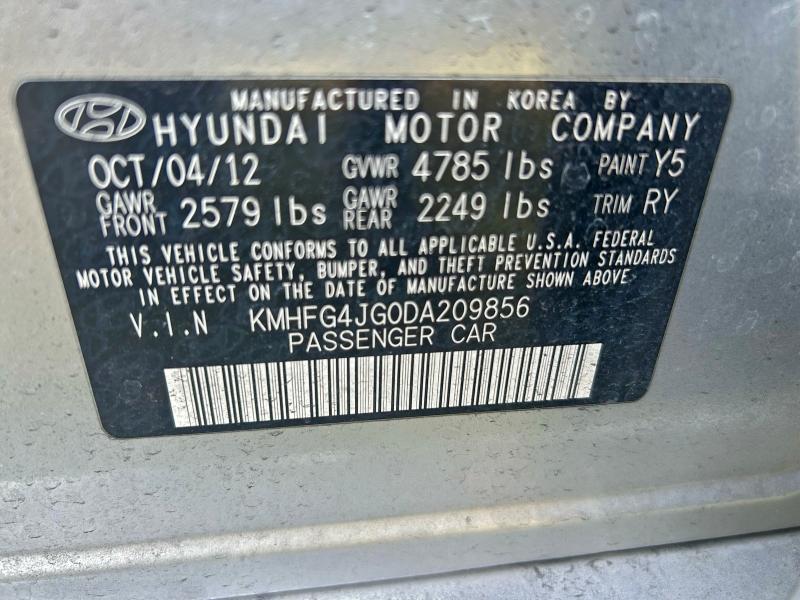 MANUFACTURED IN KOREA BY
HYUNDAI MOTOR COMPANY
OCT/04/12 GVWR 4785 lbs PAINT Y5
GAWR FRONT 2579 lbs GAWR REAR 2249 lbs TRIM RY
THIS VEHICLE CONFORMS TO ALL APPLICABLE U.S.A. FEDERAL
MOTOR VEHICLE SAFETY, BUMPER, AND THEFT PREVENTION STANDARDS
IN EFFECT ON THE DATE OF MANUFACTURE SHOWN ABOVE.
V.I.N KMHFG4JG0DA209856
PASSENGER CAR